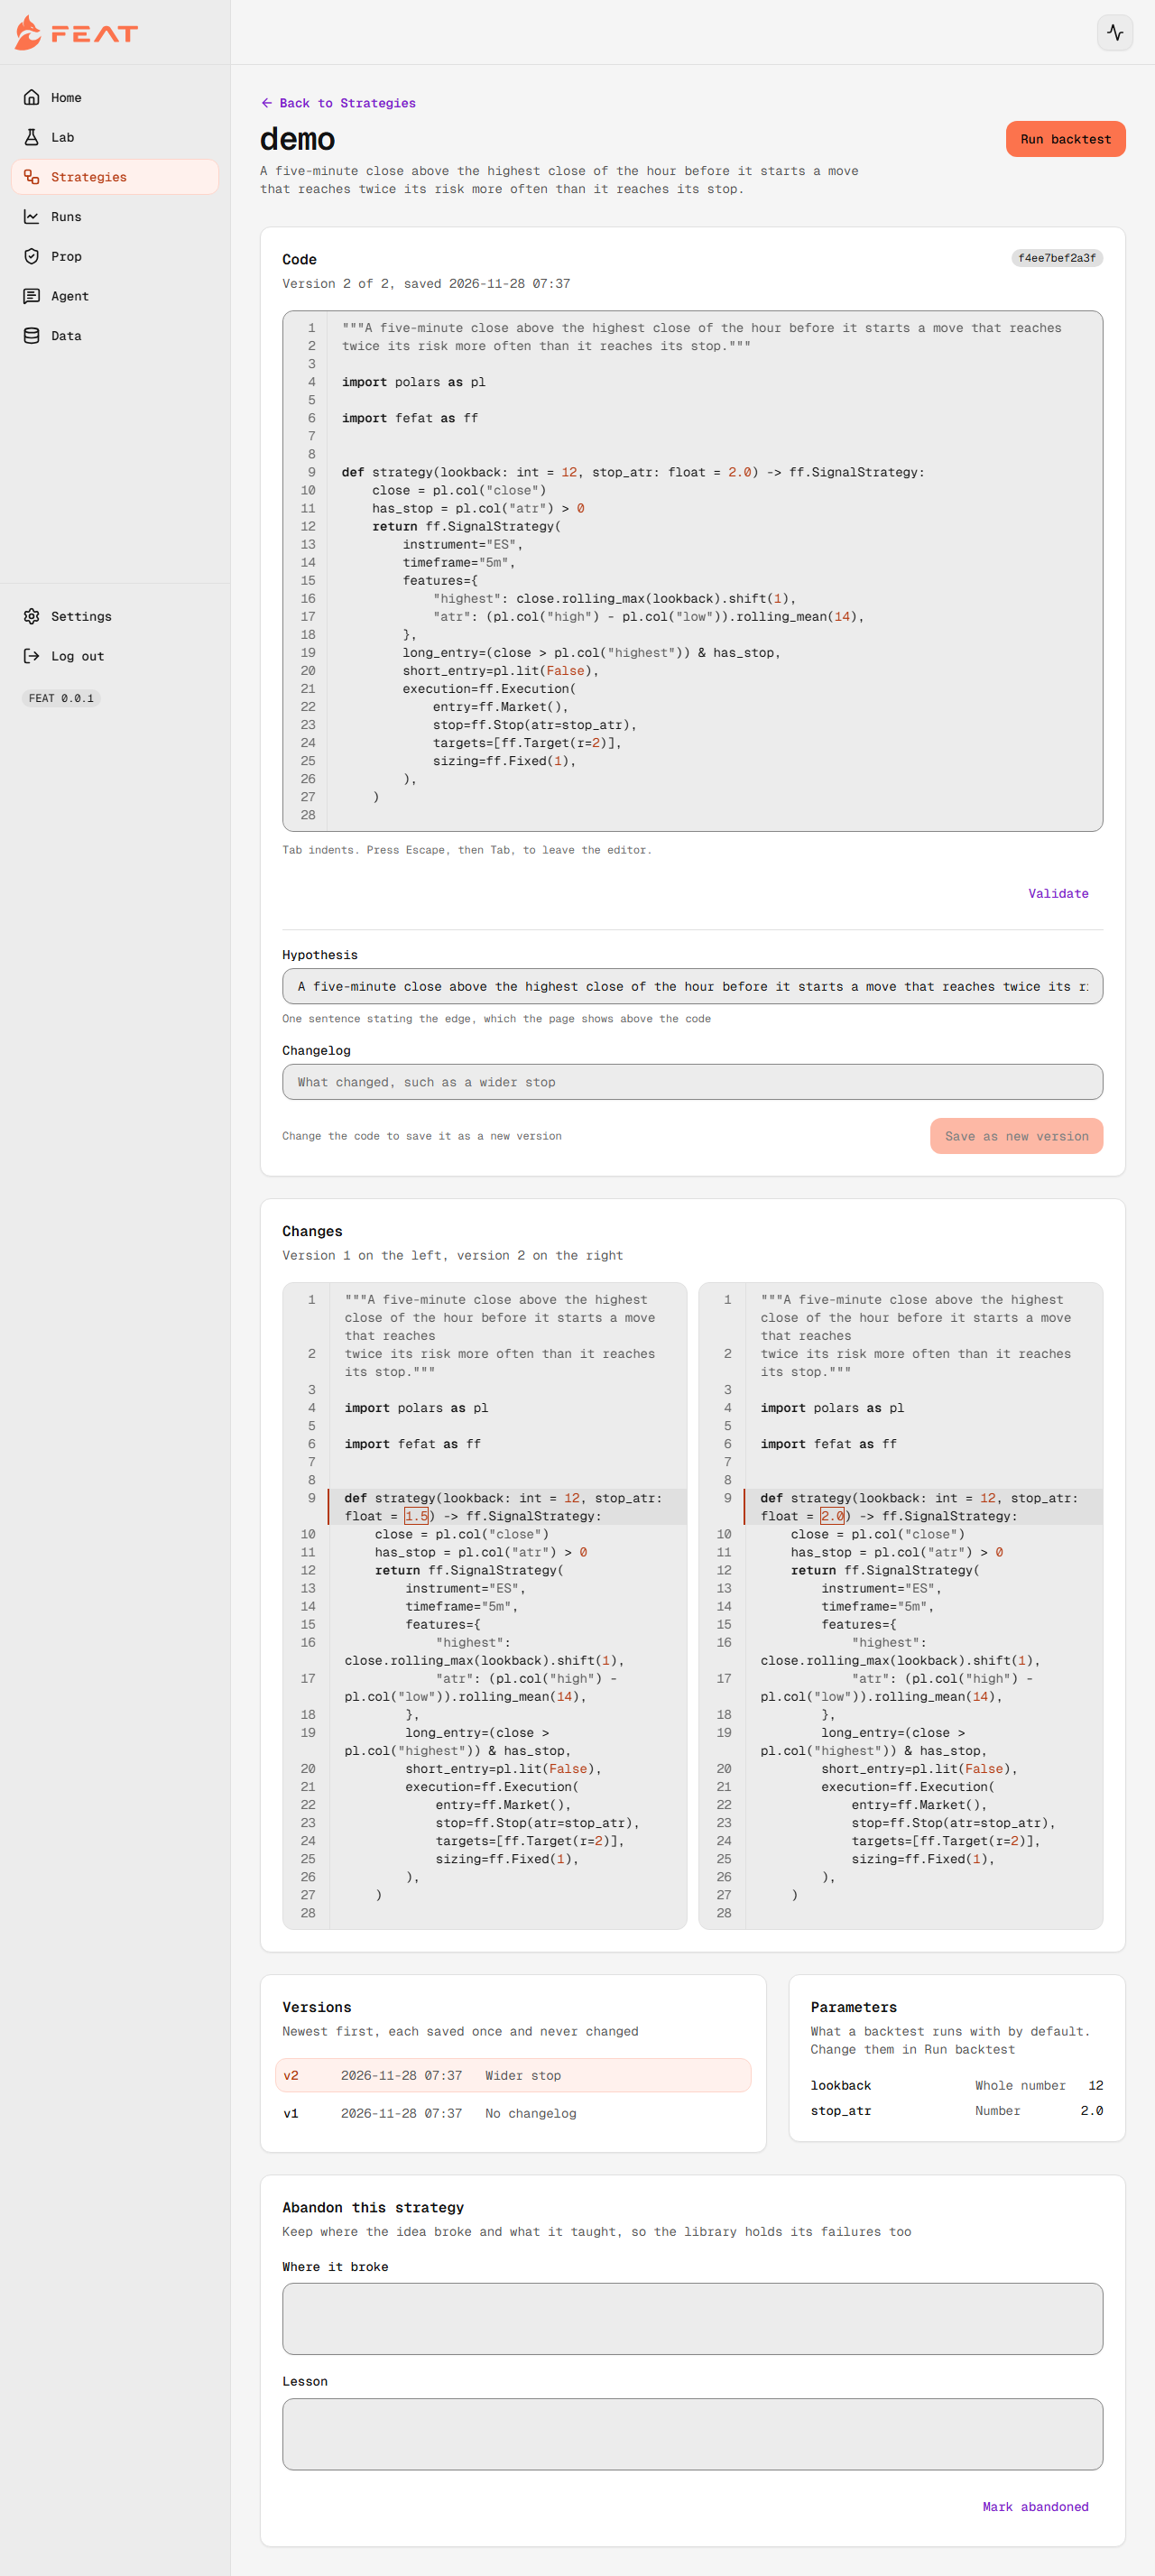 FEAT
Home
Lab
Strategies
Runs
Prop
Agent
Data
Settings
Log out
FEAT 0.0.1
← Back to Strategies
demo
Run backtest
A five-minute close above the highest close of the hour before it starts a move
that reaches twice its risk more often than it reaches its stop.
Code
f4ee7bef2a3f
Version 2 of 2, saved 2026-11-28 07:37
1 """A five-minute close above the highest close of the hour before it starts a move that reaches
2 twice its risk more often than it reaches its stop."""
3
4 import polars as pl
5
6 import fefat as ff
7
8
9 def strategy(lookback: int = 12, stop_atr: float = 2.0) -> ff.SignalStrategy:
10     close = pl.col("close")
11     has_stop = pl.col("atr") > 0
12     return ff.SignalStrategy(
13         instrument="ES",
14         timeframe="5m",
15         features={
16             "highest": close.rolling_max(lookback).shift(1),
17             "atr": (pl.col("high") - pl.col("low")).rolling_mean(14),
18         },
19         long_entry=(close > pl.col("highest")) & has_stop,
20         short_entry=pl.lit(False),
21         execution=ff.Execution(
22             entry=ff.Market(),
23             stop=ff.Stop(atr=stop_atr),
24             targets=[ff.Target(r=2)],
25             sizing=ff.Fixed(1),
26         ),
27     )
28
Tab indents. Press Escape, then Tab, to leave the editor.
Validate
Hypothesis
A five-minute close above the highest close of the hour before it starts a move that reaches twice its
One sentence stating the edge, which the page shows above the code
Changelog
What changed, such as a wider stop
Change the code to save it as a new version
Save as new version
Changes
Version 1 on the left, version 2 on the right
1 """A five-minute close above the highest
close of the hour before it starts a move
that reaches
2 twice its risk more often than it reaches
its stop."""
3
4 import polars as pl
5
6 import fefat as ff
7
8
9 def strategy(lookback: int = 12, stop_atr:
float = 1.5) -> ff.SignalStrategy:
10     close = pl.col("close")
11     has_stop = pl.col("atr") > 0
12     return ff.SignalStrategy(
13         instrument="ES",
14         timeframe="5m",
15         features={
16             "highest":
close.rolling_max(lookback).shift(1),
17             "atr": (pl.col("high") -
pl.col("low")).rolling_mean(14),
18         },
19         long_entry=(close >
pl.col("highest")) & has_stop,
20         short_entry=pl.lit(False),
21         execution=ff.Execution(
22             entry=ff.Market(),
23             stop=ff.Stop(atr=stop_atr),
24             targets=[ff.Target(r=2)],
25             sizing=ff.Fixed(1),
26         ),
27     )
28
1 """A five-minute close above the highest
close of the hour before it starts a move
that reaches
2 twice its risk more often than it reaches
its stop."""
3
4 import polars as pl
5
6 import fefat as ff
7
8
9 def strategy(lookback: int = 12, stop_atr:
float = 2.0) -> ff.SignalStrategy:
10     close = pl.col("close")
11     has_stop = pl.col("atr") > 0
12     return ff.SignalStrategy(
13         instrument="ES",
14         timeframe="5m",
15         features={
16             "highest":
close.rolling_max(lookback).shift(1),
17             "atr": (pl.col("high") -
pl.col("low")).rolling_mean(14),
18         },
19         long_entry=(close >
pl.col("highest")) & has_stop,
20         short_entry=pl.lit(False),
21         execution=ff.Execution(
22             entry=ff.Market(),
23             stop=ff.Stop(atr=stop_atr),
24             targets=[ff.Target(r=2)],
25             sizing=ff.Fixed(1),
26         ),
27     )
28
Versions
Newest first, each saved once and never changed
v2 2026-11-28 07:37 Wider stop
v1 2026-11-28 07:37 No changelog
Parameters
What a backtest runs with by default.
Change them in Run backtest
lookback Whole number 12
stop_atr Number 2.0
Abandon this strategy
Keep where the idea broke and what it taught, so the library holds its failures too
Where it broke
Lesson
Mark abandoned